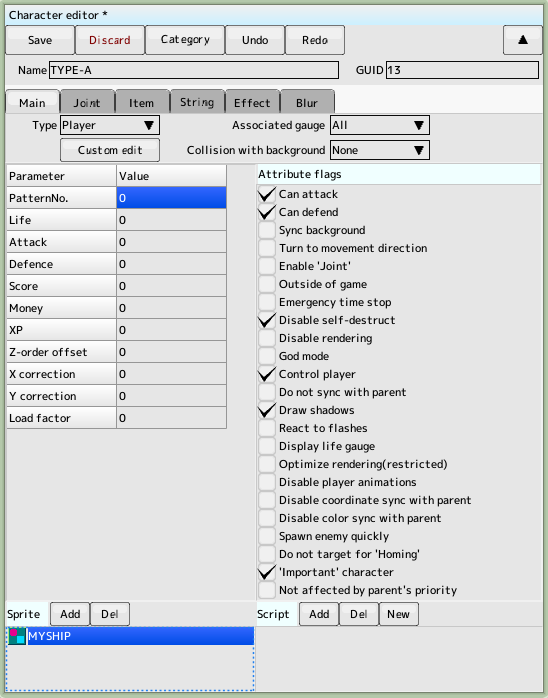 Character editor *
Save Discard Category Undo Redo ▲
Name TYPE-A GUID 13
Main Joint Item String Effect Blur
Type Player ▼ Associated gauge All ▼
Custom edit Collision with background None ▼
Parameter Value
PatternNo. 0
Life 0
Attack 0
Defence 0
Score 0
Money 0
XP 0
Z-order offset 0
X correction 0
Y correction 0
Load factor 0
Attribute flags
Can attack
Can defend
Sync background
Turn to movement direction
Enable 'Joint'
Outside of game
Emergency time stop
Disable self-destruct
Disable rendering
God mode
Control player
Do not sync with parent
Draw shadows
React to flashes
Display life gauge
Optimize rendering(restricted)
Disable player animations
Disable coordinate sync with parent
Disable color sync with parent
Spawn enemy quickly
Do not target for 'Homing'
'Important' character
Not affected by parent's priority
Sprite Add Del
MYSHIP
Script Add Del New